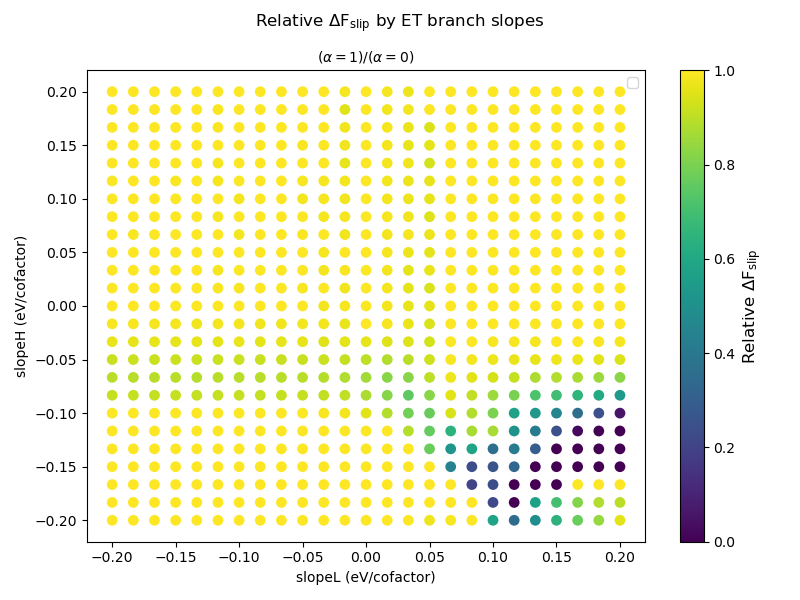 Relative ΔF_slip by ET branch slopes
(α = 1)/(α = 0)
slopeH (eV/cofactor)
0.20
0.15
0.10
0.05
0.00
−0.05
−0.10
−0.15
−0.20
−0.20 −0.15 −0.10 −0.05 0.00 0.05 0.10 0.15 0.20
slopeL (eV/cofactor)
1.0
0.8
0.6
0.4
0.2
0.0
Relative ΔF_slip